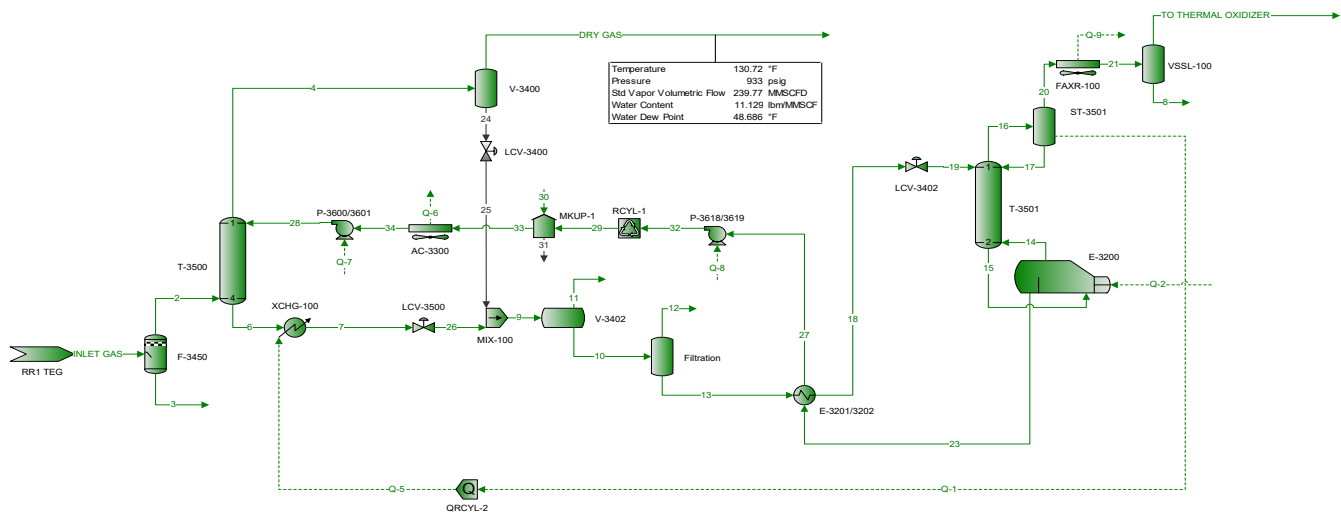 TO THERMAL OXIDIZER
Q-9
21
VSSL-100
FAXR-100
20
8
DRY GAS
Temperature 130.72 °F
Pressure 933 psig
Std Vapor Volumetric Flow 239.77 MMSCFD
Water Content 11.129 lbm/MMSCF
Water Dew Point 48.686 °F
4
V-3400
24
LCV-3400
ST-3501
16
17
LCV-3402
19
1
T-3501
2
14
15
E-3200
Q-2
25
30
MKUP-1
RCYL-1
P-3618/3619
P-3600/3601
Q-6
28
34
33
29
32
31
AC-3300
Q-7
Q-8
1
T-3500
4
2
XCHG-100
LCV-3500
6
7
26
MIX-100
9
11
V-3402
10
12
Filtration
13
27
18
E-3201/3202
23
INLET GAS
RR1 TEG
F-3450
3
Q-5
Q
QRCYL-2
Q-1